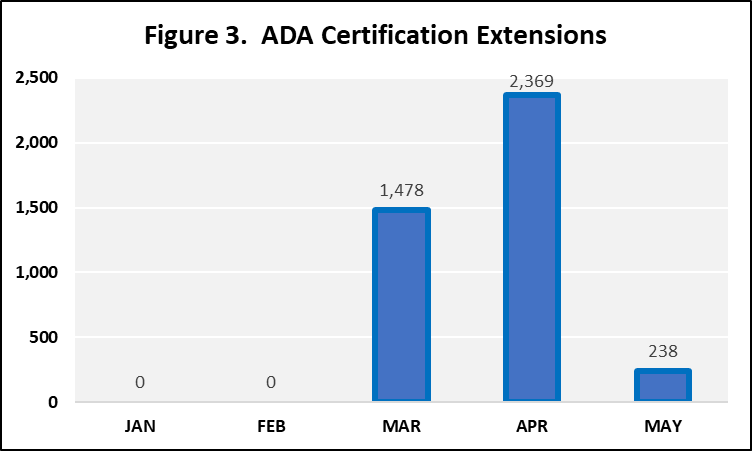 Figure 3.  ADA Certification Extensions
2,500
2,000
1,500
1,000
500
0
0
0
1,478
2,369
238
JAN
FEB
MAR
APR
MAY